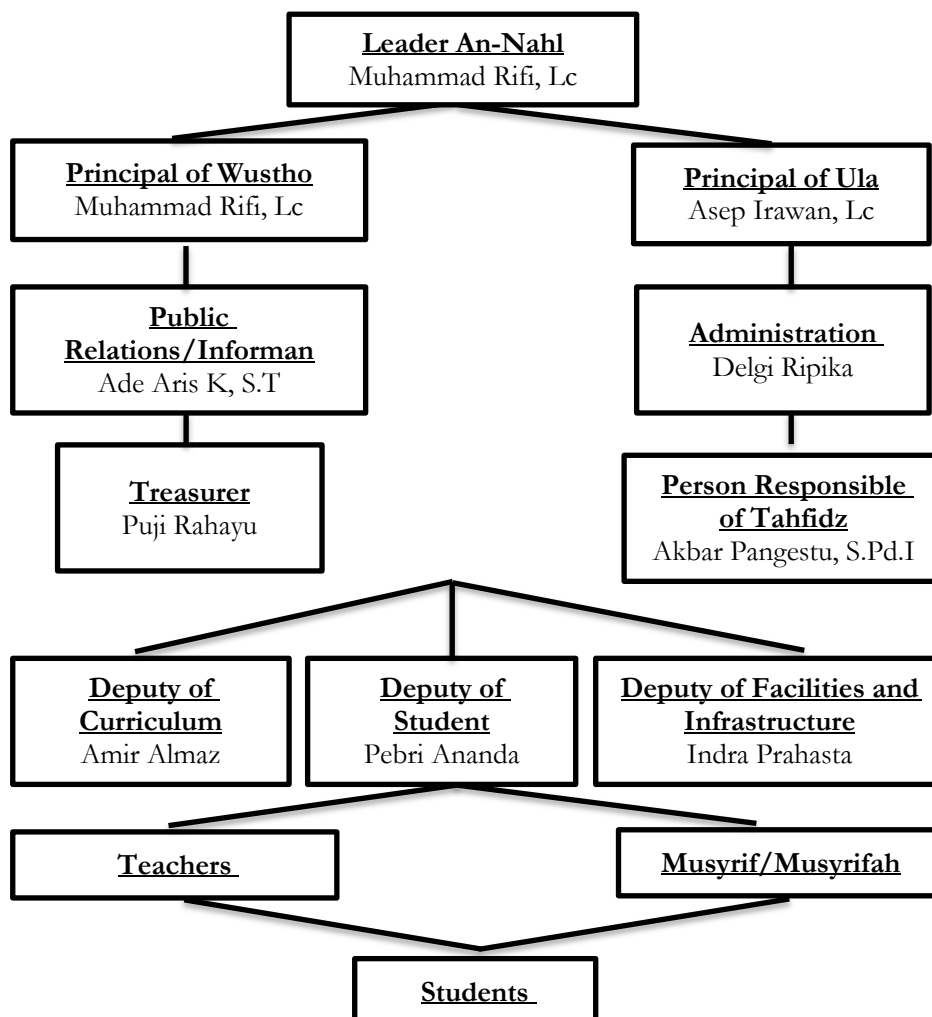 Leader An-Nahl
Muhammad Rifi, Lc
Principal of Wustho
Muhammad Rifi, Lc
Principal of Ula
Asep Irawan, Lc
Public
Relations/Informan
Ade Aris K, S.T
Administration
Delgi Ripika
Treasurer
Puji Rahayu
Person Responsible
of Tahfidz
Akbar Pangestu, S.Pd.I
Deputy of
Curriculum
Amir Almaz
Deputy of
Student
Pebri Ananda
Deputy of Facilities and
Infrastructure
Indra Prahasta
Teachers
Musyrif/Musyrifah
Students